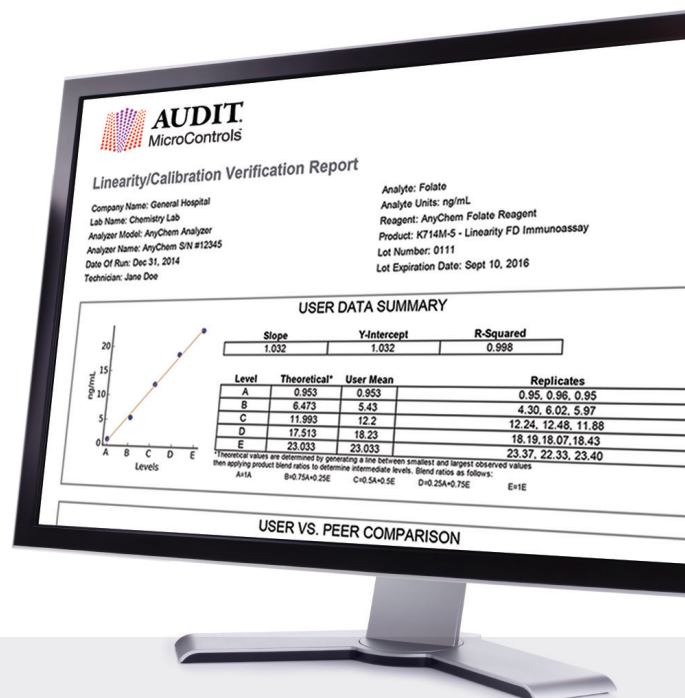 AUDIT
MicroControls
Linearity/Calibration Verification Report
Company Name: General Hospital
Lab Name: Chemistry Lab
Analyzer Model: AnyChem Analyzer
Analyzer Name: AnyChem S/N #12345
Date Of Run: Dec 31, 2014
Technician: Jane Doe
Analyte: Folate
Analyte Units: ng/mL
Reagent: AnyChem Folate Reagent
Product: K714M-5 - Linearity FD Immunoassay
Lot Number: 0111
Lot Expiration Date: Sept 10, 2016
USER DATA SUMMARY
ng/mL
20
15
10
5
0
A B C D E
Levels
Slope Y-Intercept R-Squared
1.032 1.032 0.998
Level Theoretical* User Mean Replicates
A 0.953 0.953 0.95, 0.96, 0.95
B 6.473 5.43 4.30, 6.02, 5.97
C 11.993 12.2 12.24, 12.48, 11.88
D 17.513 18.23 18.19,18.07,18.43
E 23.033 23.033 23.37, 22.33, 23.40
*Theoretical values are determined by generating a line between smallest and largest observed values
then applying product blend ratios to determine intermediate levels. Blend ratios as follows:
A=1A B=0.75A+0.25E C=0.5A+0.5E D=0.25A+0.75E E=1E
USER VS. PEER COMPARISON